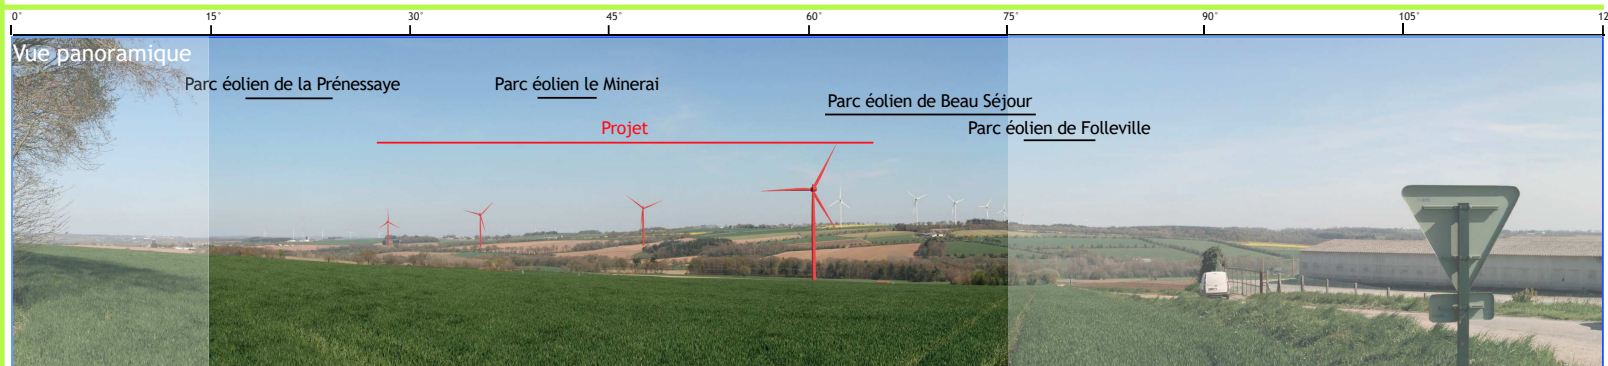 0° 15° 30° 45° 60° 75° 90° 105° 12
Vue panoramique
Parc éolien de la Prénessaye Parc éolien le Minerai
Parc éolien de Beau Séjour
Projet Parc éolien de Folleville